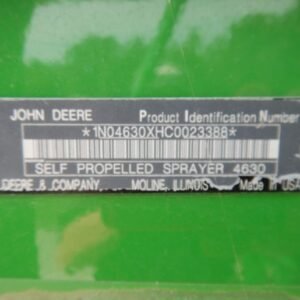 JOHN DEERE Product Identification Number
*1N04630XHC0023388*
SELF PROPELLED SPRAYER 4630
DEERE & COMPANY MOLINE, ILLINOIS Made in USA